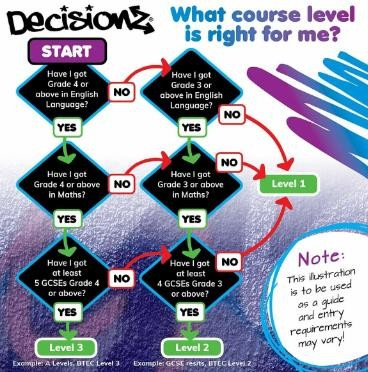 Decisionz
What course level
is right for me?
START
Have I got
Grade 4 or
above in English
Language?
NO
Have I got
Grade 3 or
above in English
Language?
NO
YES
YES
Have I got
Grade 4 or above
in Maths?
NO
Have I got
Grade 3 or above
in Maths?
NO
Level 1
YES
YES
Have I got
at least
5 GCSEs Grade 4
or above?
NO
Have I got
at least
4 GCSEs Grade 3
or above?
NO
YES
YES
Level 3
Level 2
Example: A Levels, BTEC Level 3
Example: GCSE resits, BTEC Level 2
Note:
This illustration
is to be used
as a guide
and entry
requirements
may vary!